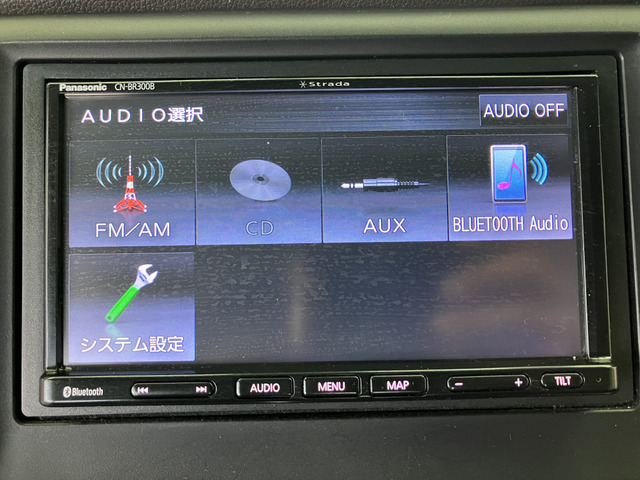 Panasonic CN-BR300B Strada
AUDIO選択 AUDIO OFF
FM/AM CD AUX BLUETOOTH Audio
システム設定
Bluetooth AUDIO MENU MAP − + TILT